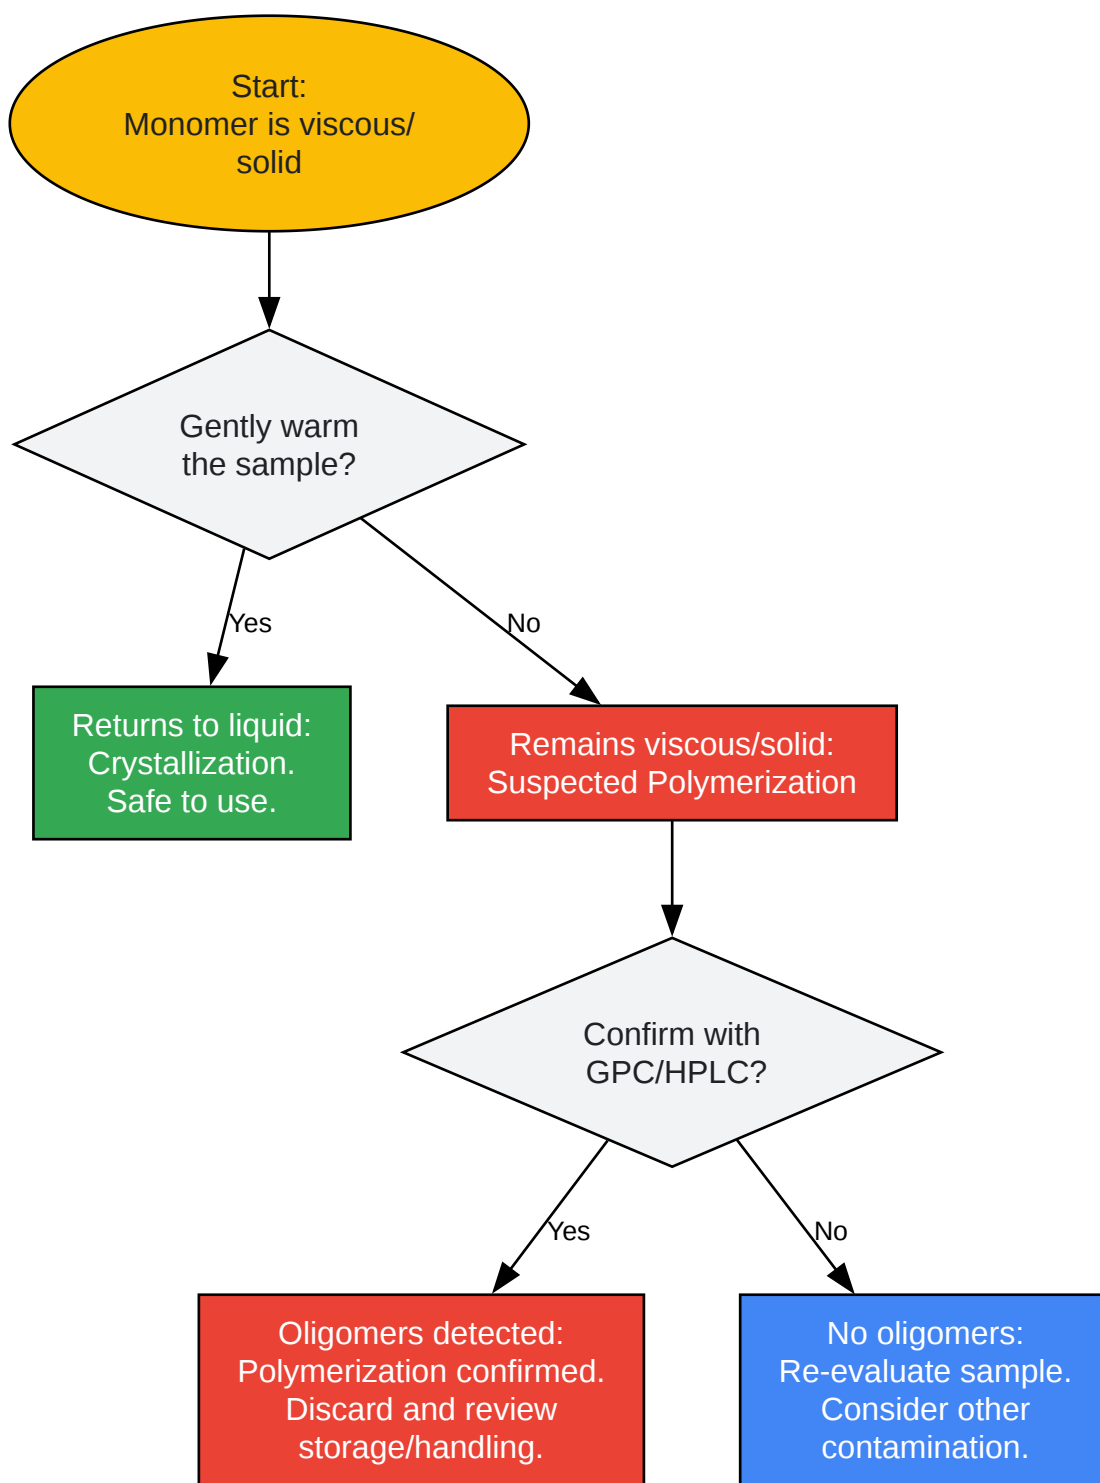 Start:
Monomer is viscous/
solid
Gently warm
the sample?
Yes
No
Returns to liquid:
Crystallization.
Safe to use.
Remains viscous/solid:
Suspected Polymerization
Confirm with
GPC/HPLC?
Yes
No
Oligomers detected:
Polymerization confirmed.
Discard and review
storage/handling.
No oligomers:
Re-evaluate sample.
Consider other
contamination.